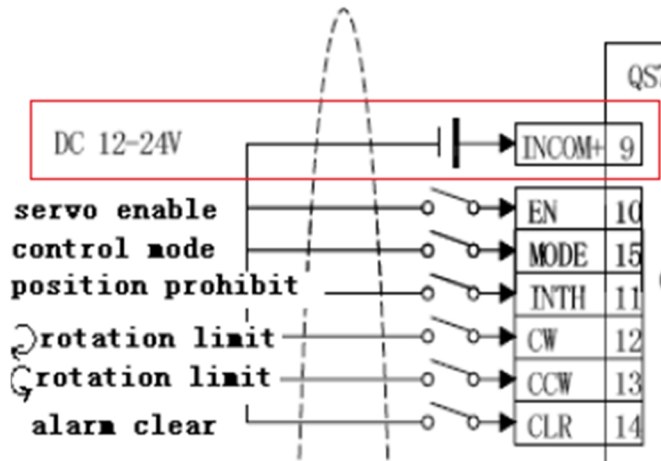 QS7
DC 12-24V
INCOM+ 9
servo enable EN 10
control mode MODE 15
position prohibit INTH 11
rotation limit CW 12
rotation limit CCW 13
alarm clear CLR 14